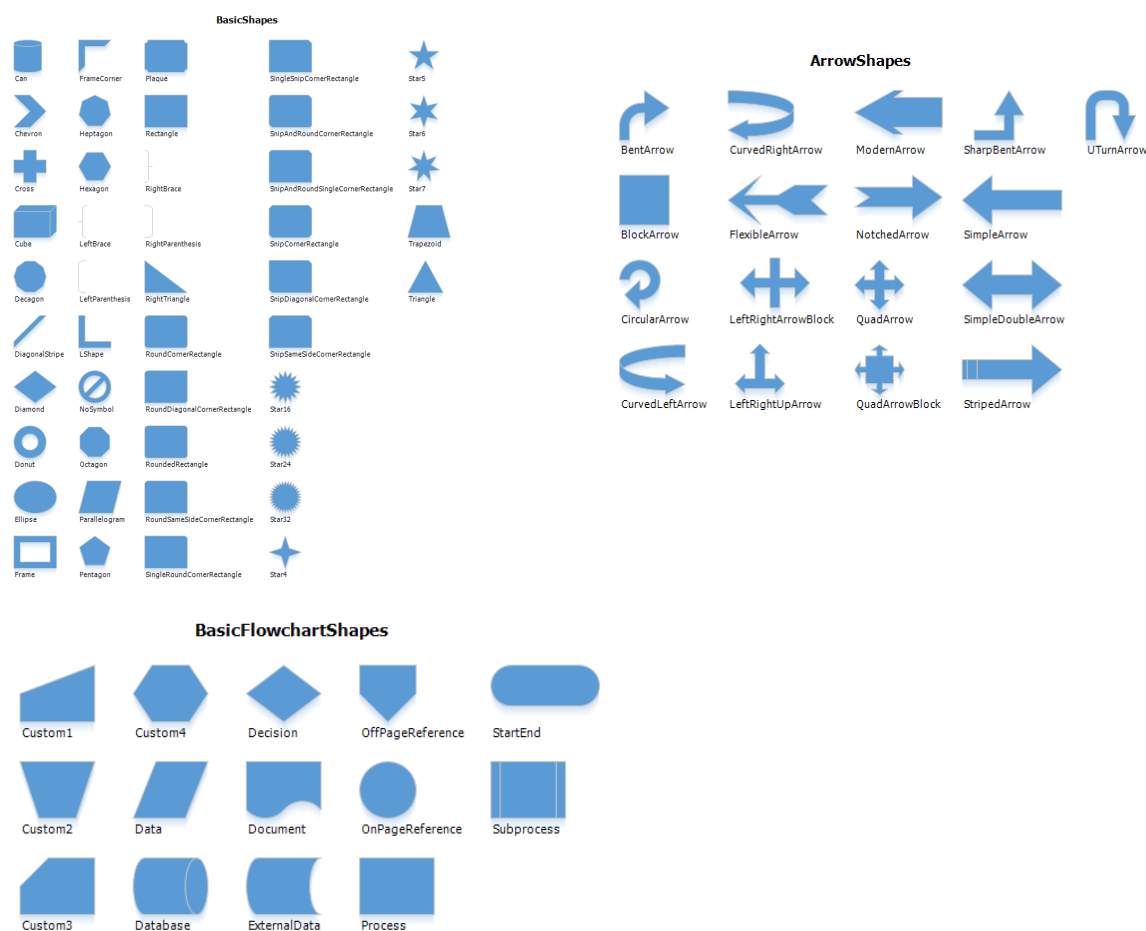 BasicShapes
Can
FrameCorner
Plaque
SingleSnipCornerRectangle
Star5
Chevron
Heptagon
Rectangle
SnipAndRoundCornerRectangle
Star6
Cross
Hexagon
RightBrace
SnipAndRoundSingleCornerRectangle
Star7
Cube
LeftBrace
RightParenthesis
SnipCornerRectangle
Trapezoid
Decagon
LeftParenthesis
RightTriangle
SnipDiagonalCornerRectangle
Triangle
DiagonalStripe
LShape
RoundCornerRectangle
SnipSameSideCornerRectangle
Diamond
NoSymbol
RoundDiagonalCornerRectangle
Star16
Donut
Octagon
RoundedRectangle
Star24
Ellipse
Parallelogram
RoundSameSideCornerRectangle
Star32
Frame
Pentagon
SingleRoundCornerRectangle
Star4
ArrowShapes
BentArrow
CurvedRightArrow
ModernArrow
SharpBentArrow
UTurnArrow
BlockArrow
FlexibleArrow
NotchedArrow
SimpleArrow
CircularArrow
LeftRightArrowBlock
QuadArrow
SimpleDoubleArrow
CurvedLeftArrow
LeftRightUpArrow
QuadArrowBlock
StripedArrow
BasicFlowchartShapes
Custom1
Custom4
Decision
OffPageReference
StartEnd
Custom2
Data
Document
OnPageReference
Subprocess
Custom3
Database
ExternalData
Process